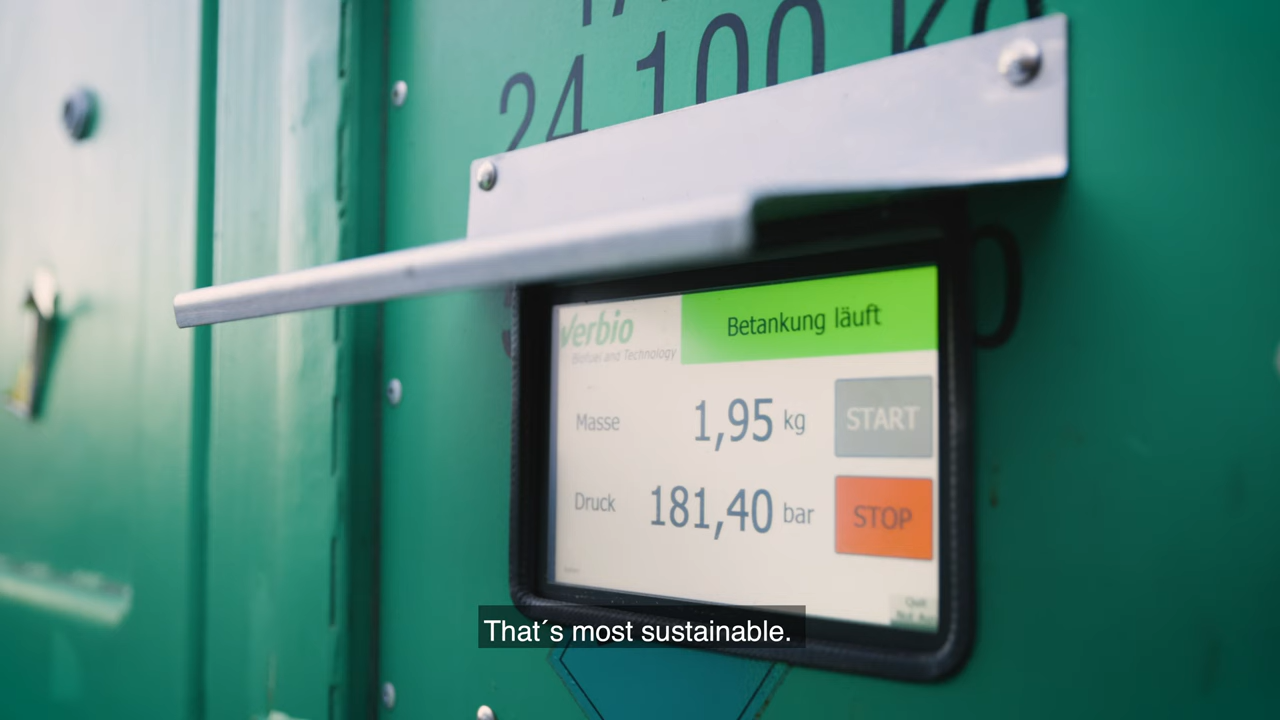 24 100 KG
Verbio
Biofuel and Technology
Betankung läuft
Masse 1,95 kg
START
Druck 181,40 bar
STOP
That´s most sustainable.